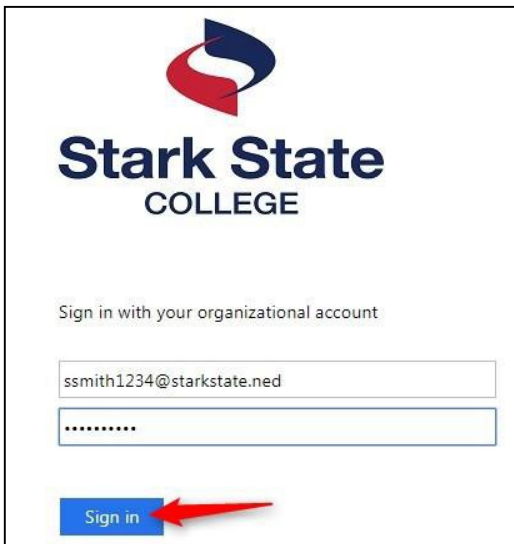 Stark State
COLLEGE
Sign in with your organizational account
ssmith1234@starkstate.ned
••••••••••
Sign in